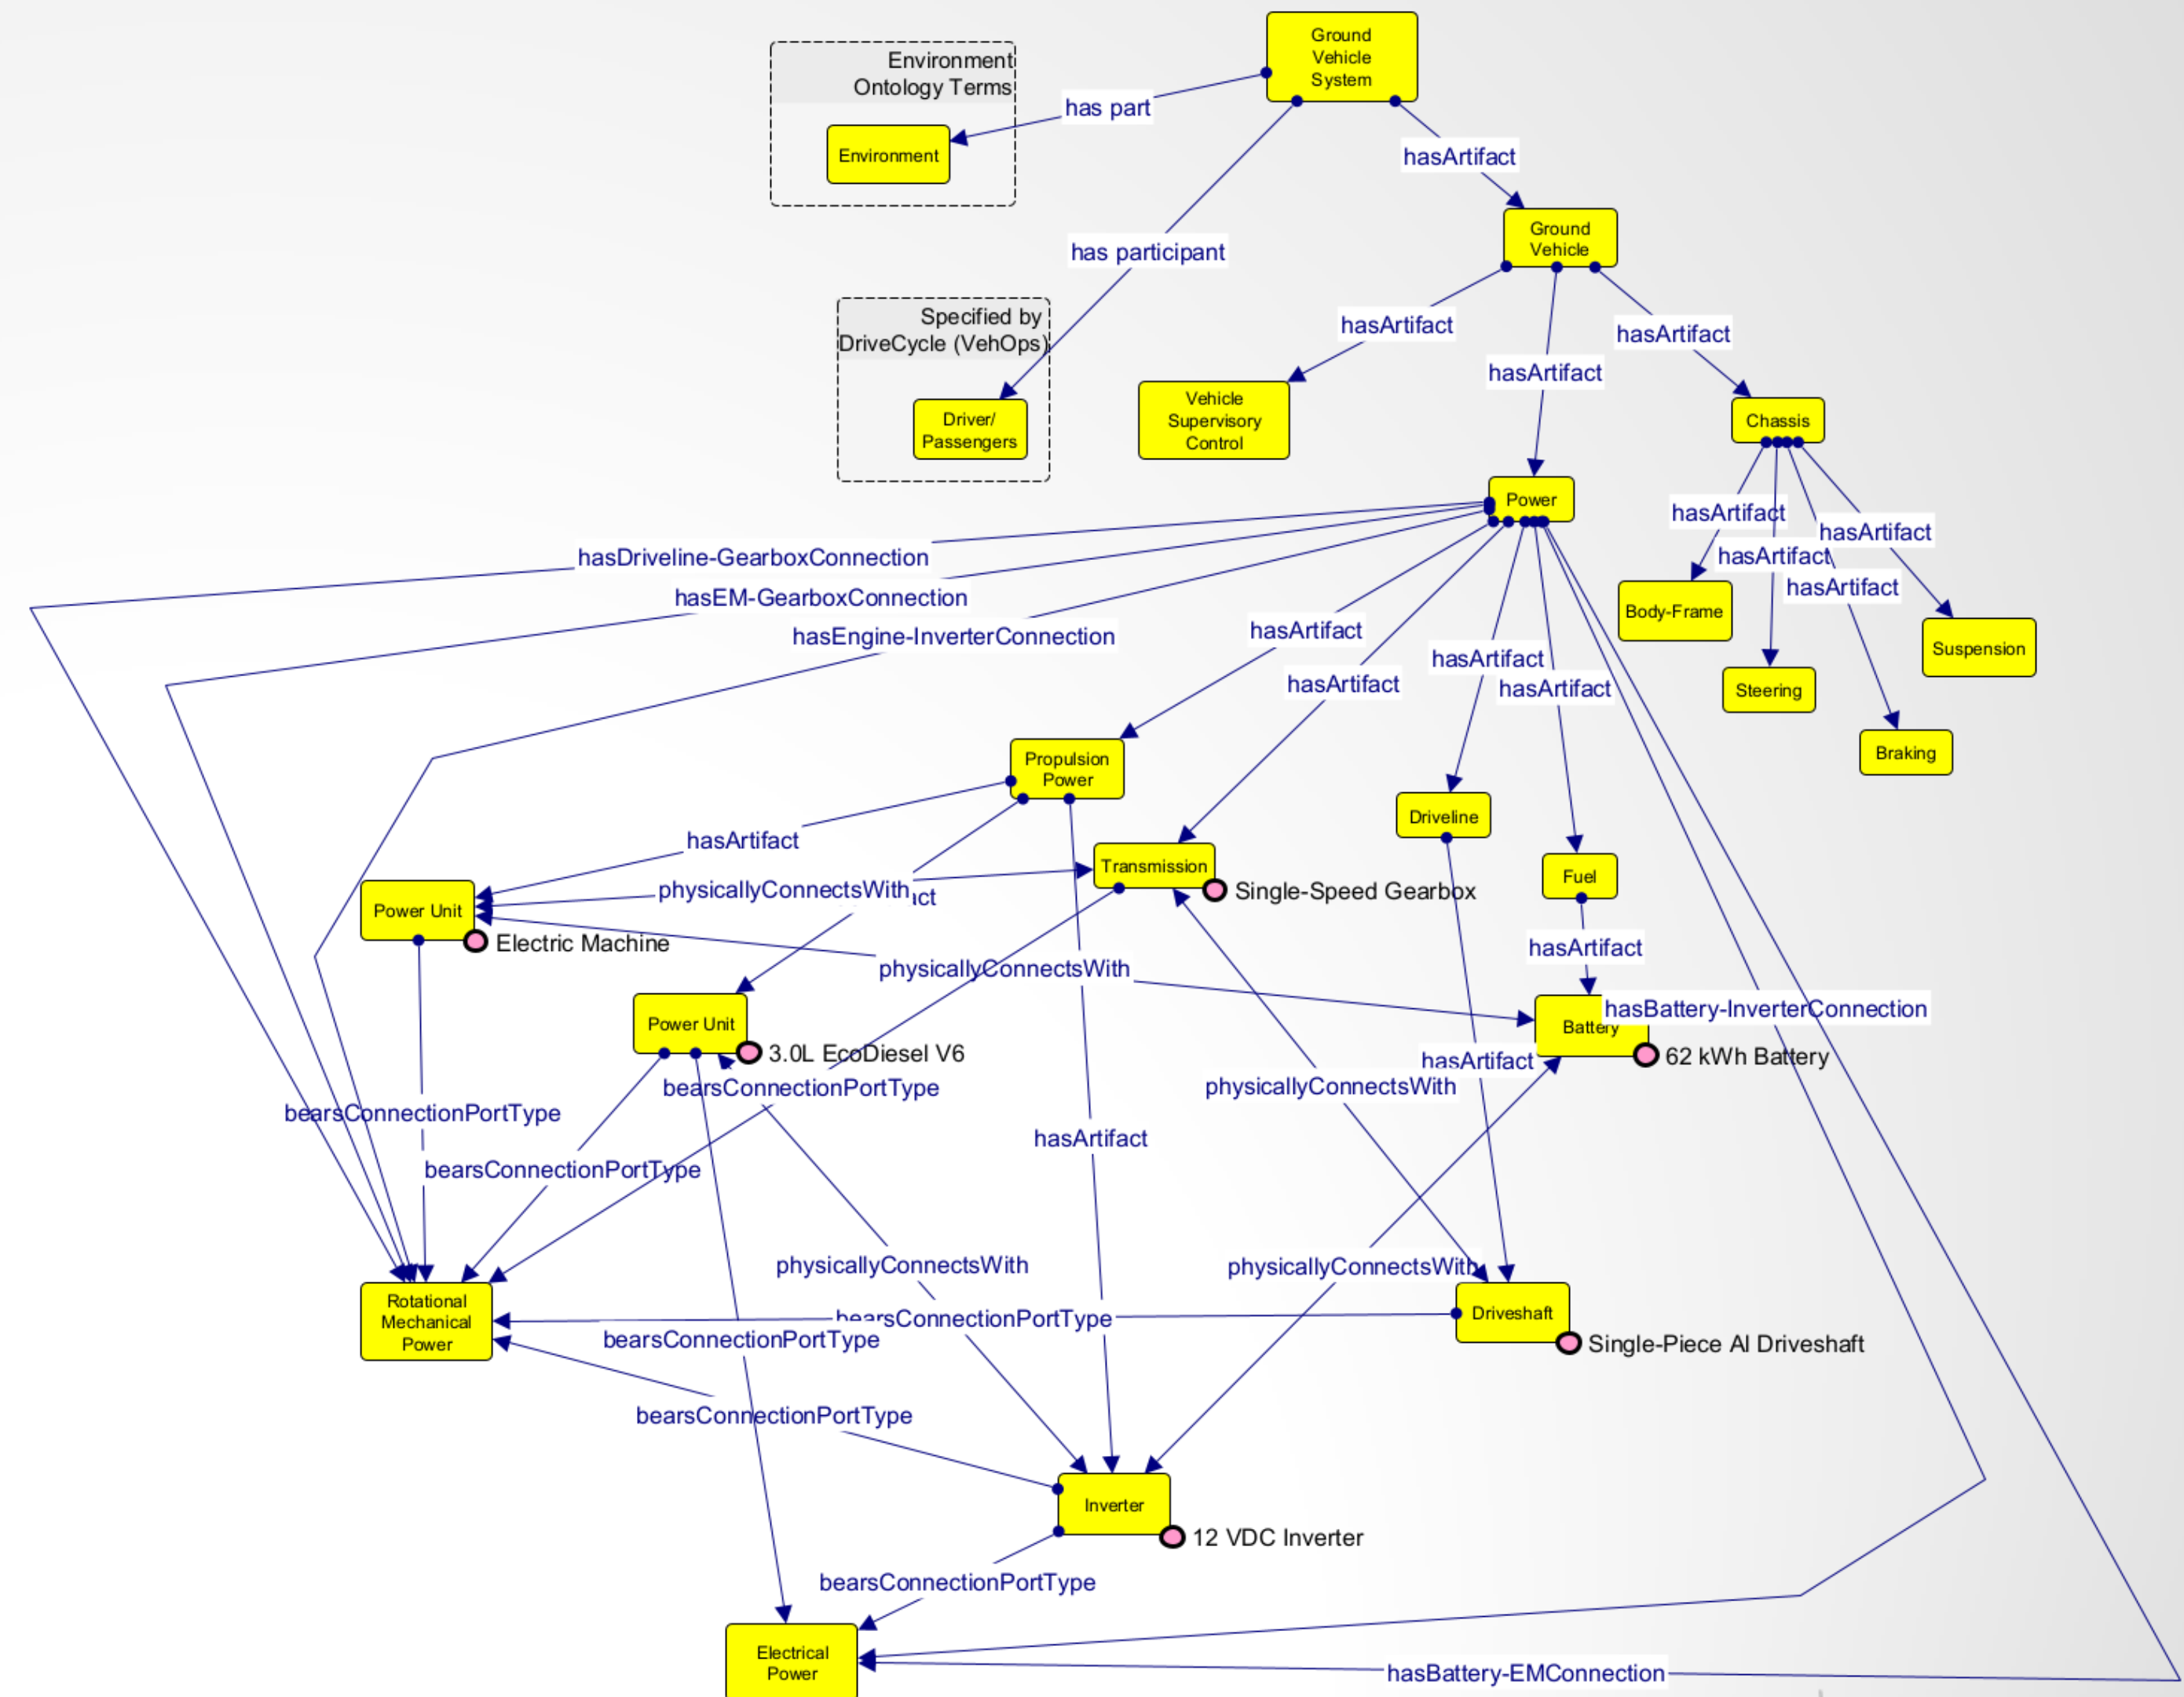 Ground
Vehicle
System
Environment
Ontology Terms
has part
Environment
hasArtifact
Ground
Vehicle
has participant
Specified by
DriveCycle (VehOps)
hasArtifact
hasArtifact
hasArtifact
Driver/
Passengers
Vehicle
Supervisory
Control
Chassis
Power
hasArtifact
hasArtifact
hasArtifact
hasArtifact
hasDriveline-GearboxConnection
hasEM-GearboxConnection
hasEngine-InverterConnection
Body-Frame
Suspension
Steering
Braking
hasArtifact
hasArtifact
hasArtifact
hasArtifact
Propulsion
Power
Driveline
hasArtifact
Transmission
Single-Speed Gearbox
Fuel
physicallyConnectsWith
act
Power Unit
Electric Machine
hasArtifact
physicallyConnectsWith
Power Unit
3.0L EcoDiesel V6
Battery
hasBattery-InverterConnection
62 kWh Battery
hasArtifact
bearsConnectionPortType
physicallyConnectsWith
bearsConnectionPortType
hasArtifact
bearsConnectionPortType
physicallyConnectsWith
physicallyConnectsWith
Rotational
Mechanical
Power
bearsConnectionPortType
bearsConnectionPortType
Driveshaft
Single-Piece Al Driveshaft
bearsConnectionPortType
Inverter
12 VDC Inverter
bearsConnectionPortType
Electrical
Power
hasBattery-EMConnection